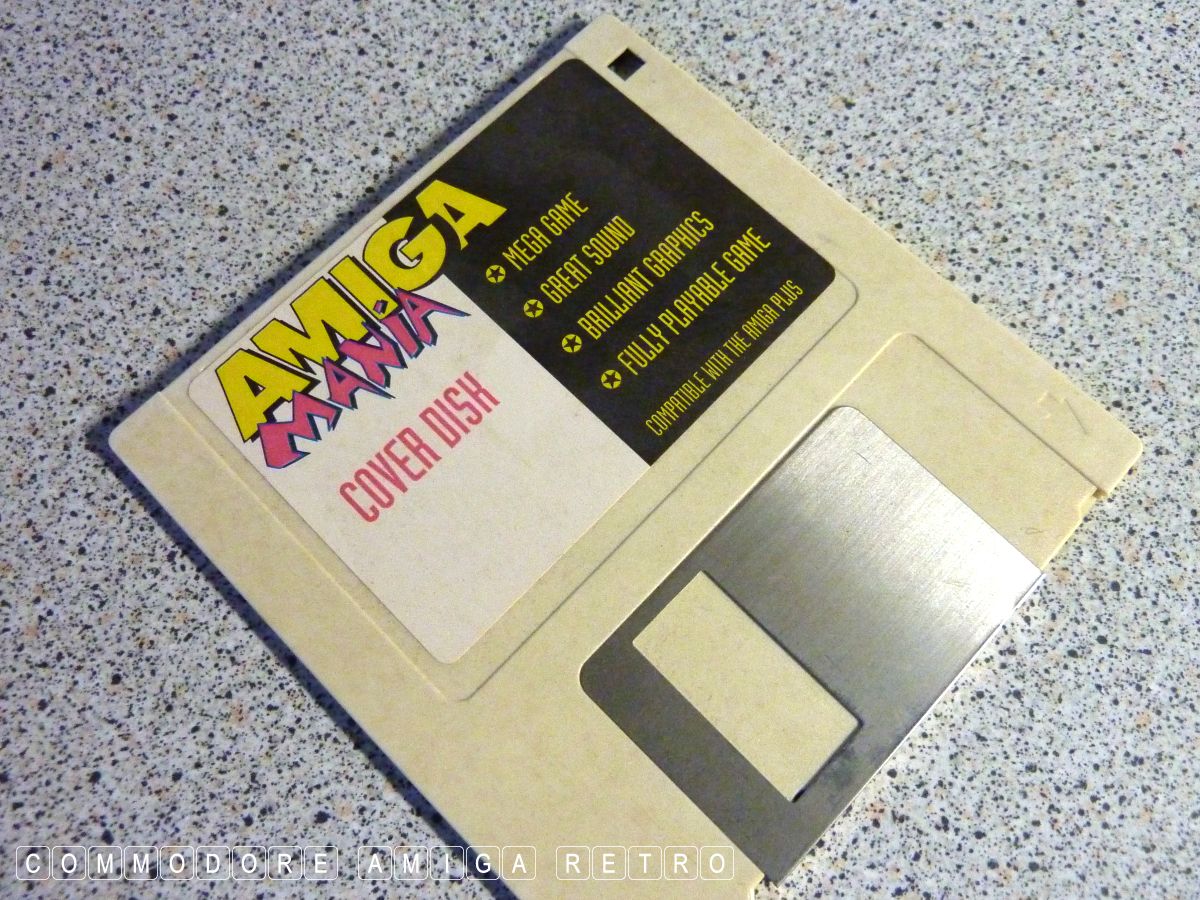 AMIGA
MANIA
COVER DISK
MEGA GAME
GREAT SOUND
BRILLIANT GRAPHICS
FULLY PLAYABLE GAME
COMPATIBLE WITH THE AMIGA PLUS
COMMODORE AMIGA RETRO